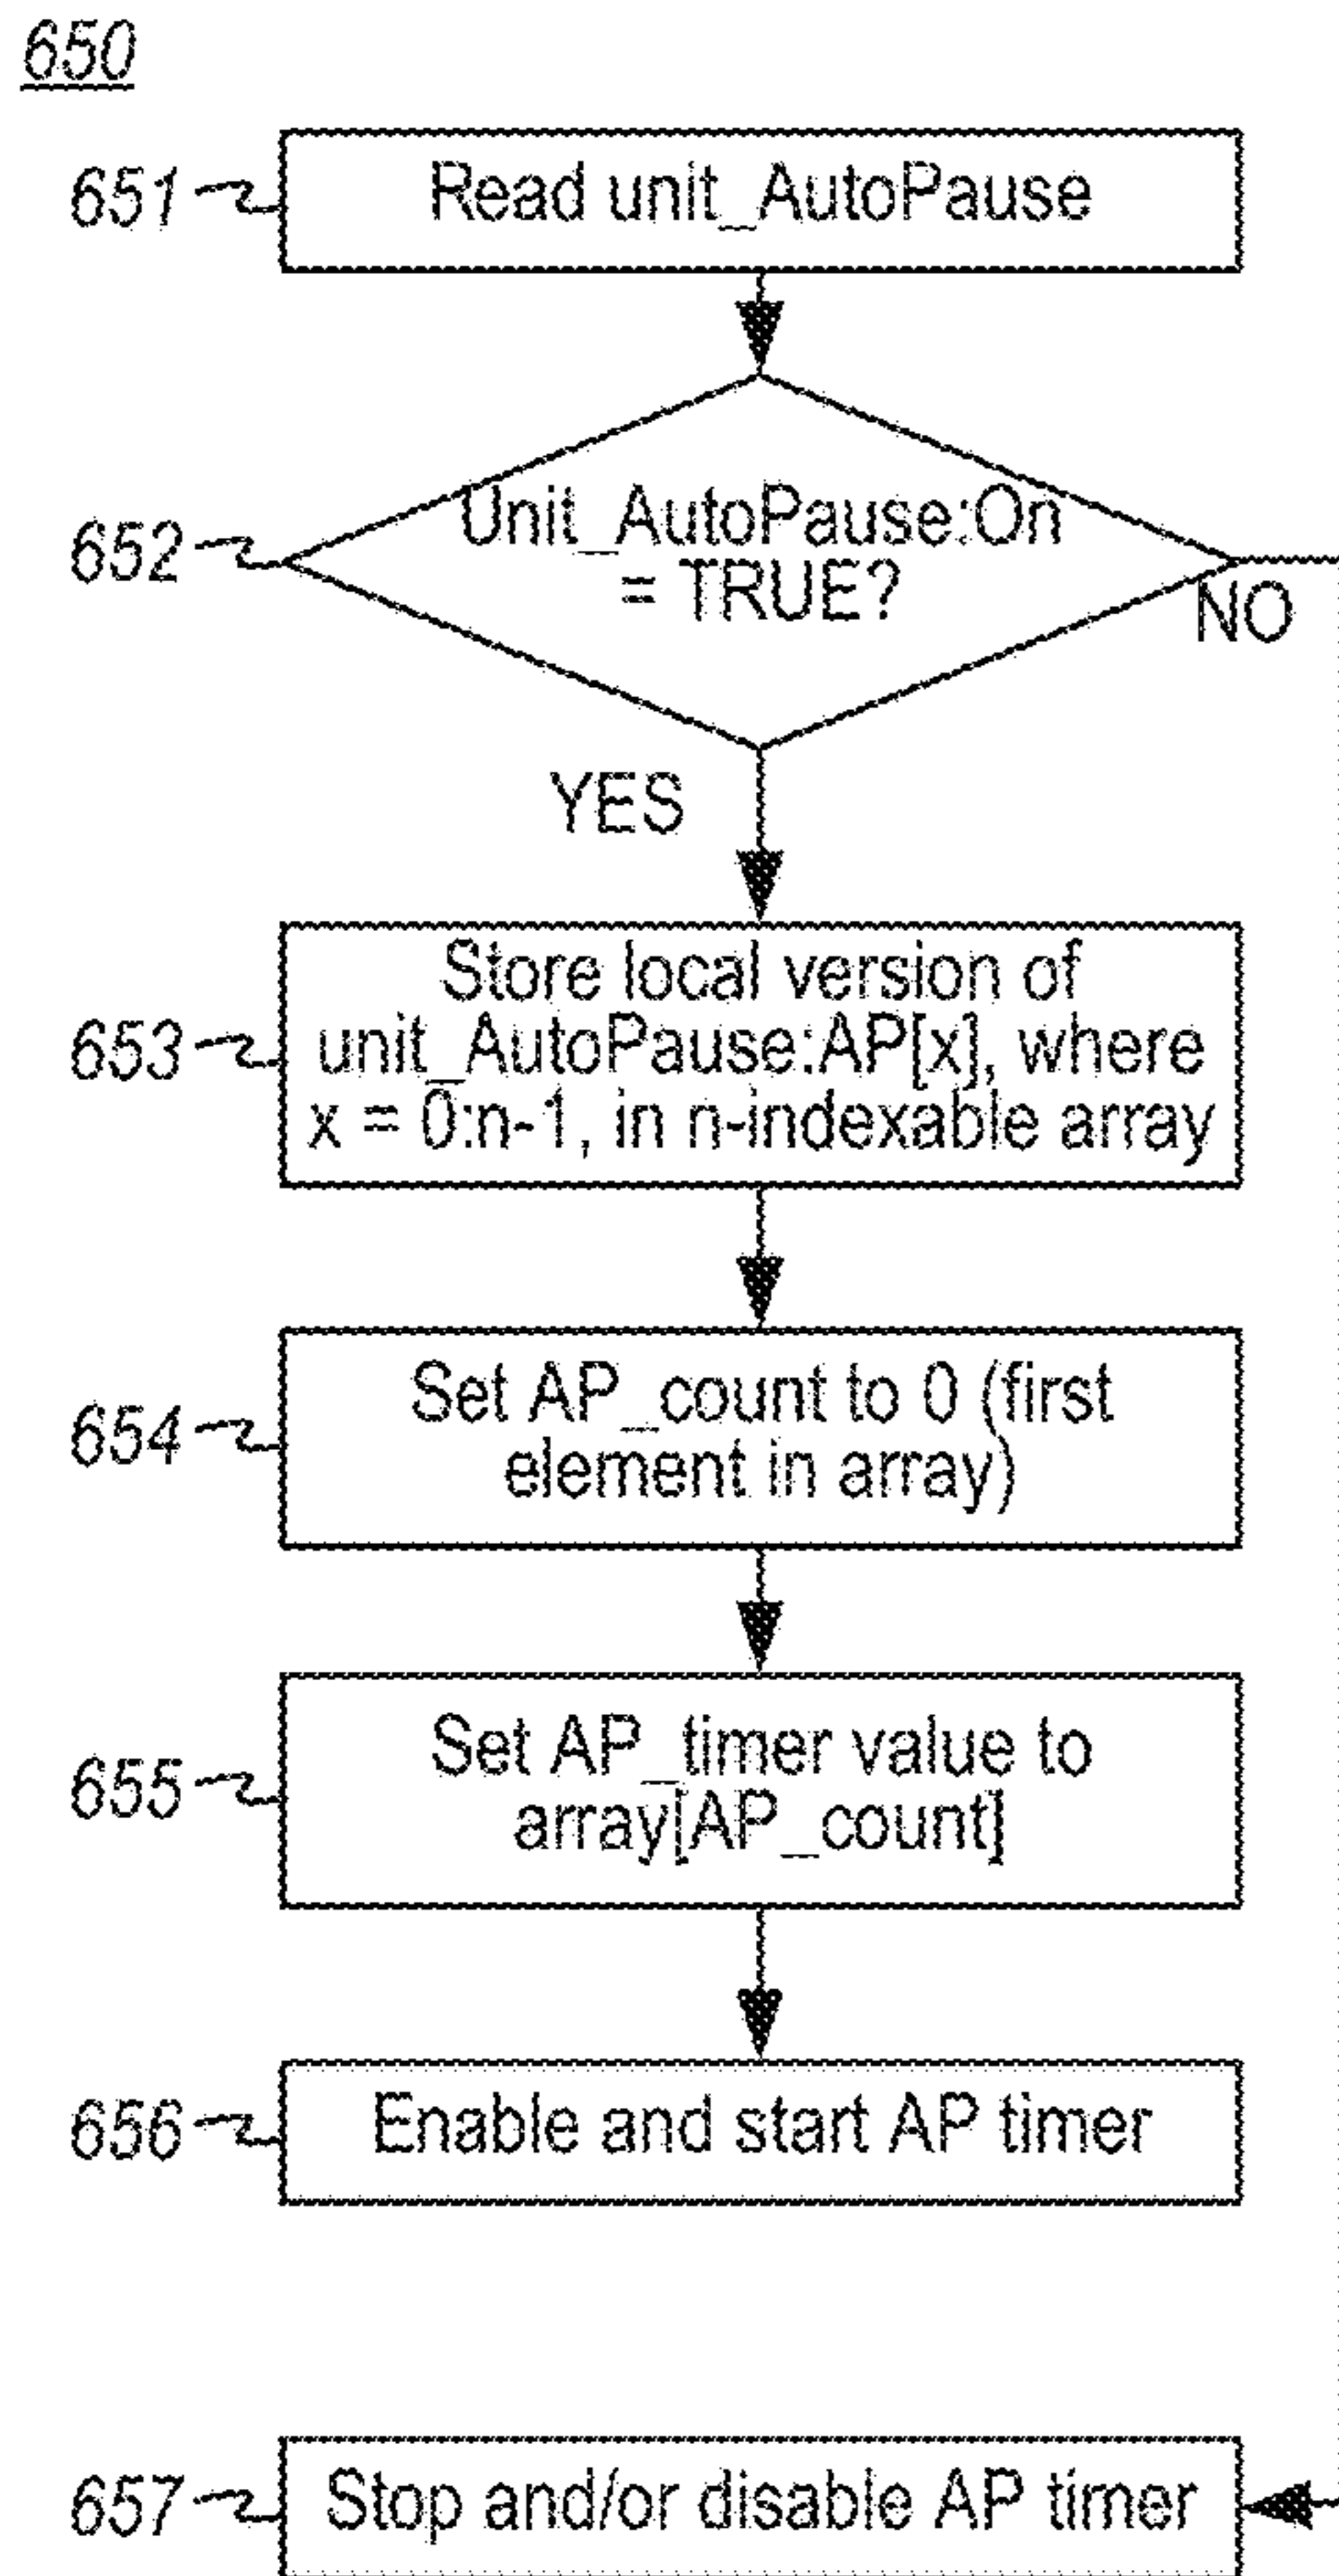 650
651
Read unit_AutoPause
652
Unit_AutoPause:On
= TRUE?
NO
YES
653
Store local version of
unit_AutoPause:AP[x], where
x = 0:n-1, in n-indexable array
654
Set AP_count to 0 (first
element in array)
655
Set AP_timer value to
array[AP_count]
656
Enable and start AP timer
657
Stop and/or disable AP timer